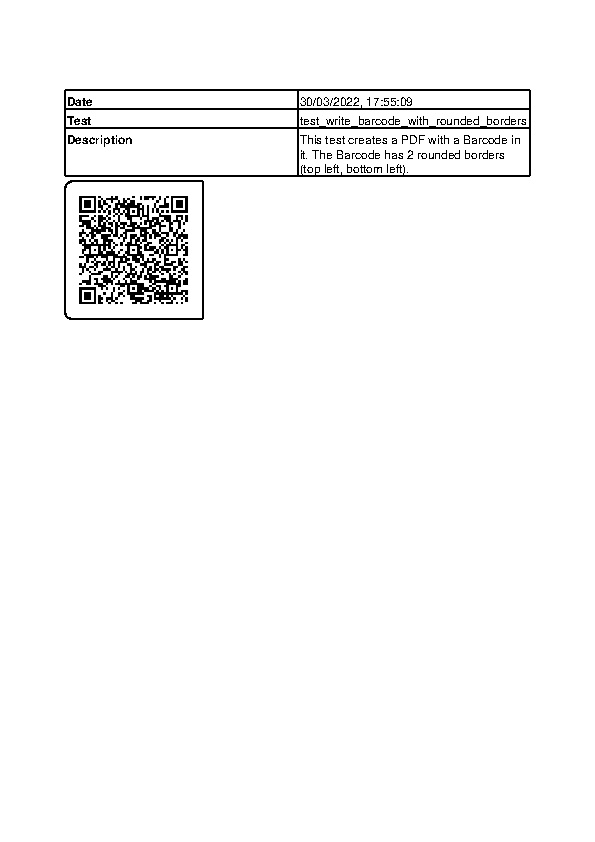 Date 30/03/2022, 17:55:09
Test test_write_barcode_with_rounded_borders
Description This test creates a PDF with a Barcode in
it. The Barcode has 2 rounded borders
(top left, bottom left).